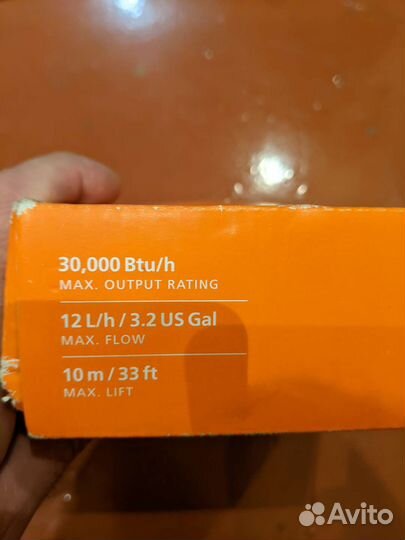 30,000 Btu/h
MAX. OUTPUT RATING
12 L/h / 3.2 US Gal
MAX. FLOW
10 m / 33 ft
MAX. LIFT
Avito